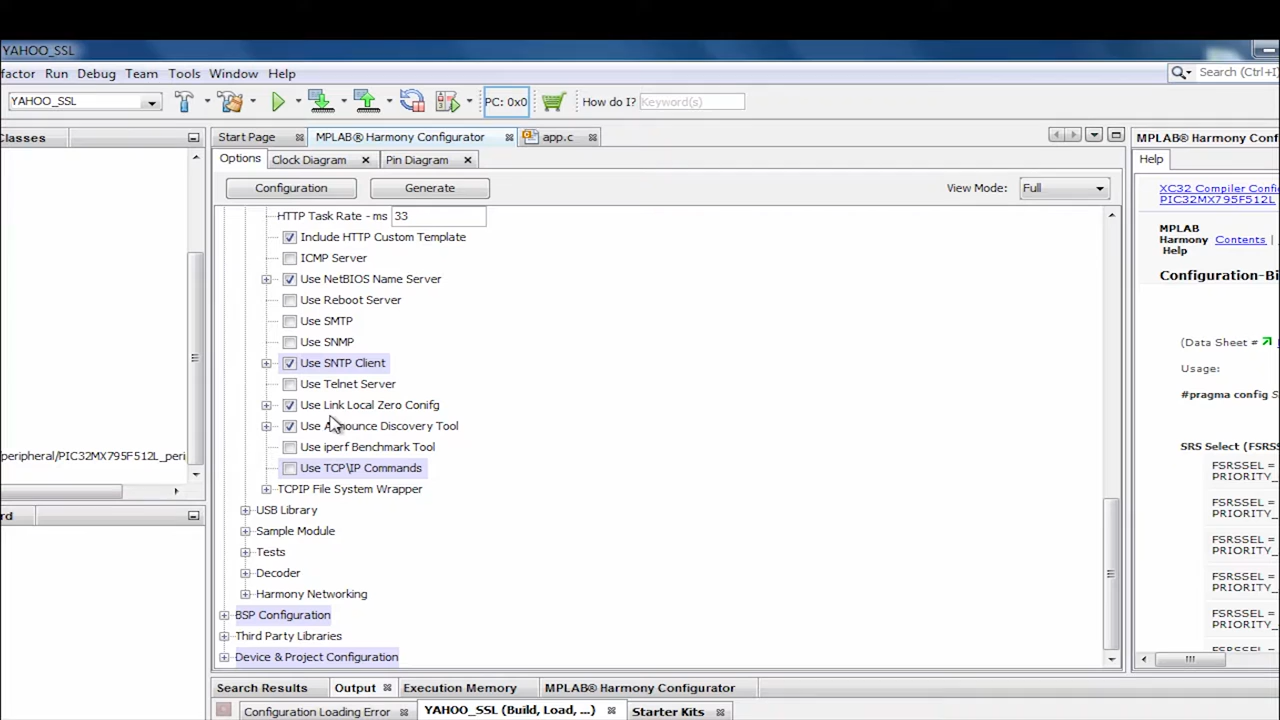 YAHOO_SSL
factor Run Debug Team Tools Window Help
Search (Ctrl+I)
YAHOO_SSL
PC: 0x0
How do I? Keyword(s)
Classes
Start Page
MPLAB® Harmony Configurator
app.c
MPLAB® Harmony Conf
Options
Clock Diagram
Pin Diagram
Help
Configuration
Generate
View Mode: Full
XC32 Compiler Config
PIC32MX795F512L
HTTP Task Rate - ms 33
Include HTTP Custom Template
ICMP Server
Use NetBIOS Name Server
Use Reboot Server
Use SMTP
Use SNMP
Use SNTP Client
Use Telnet Server
Use Link Local Zero Conifg
Use Announce Discovery Tool
Use iperf Benchmark Tool
Use TCP\IP Commands
TCPIP File System Wrapper
USB Library
Sample Module
Tests
Decoder
Harmony Networking
BSP Configuration
Third Party Libraries
Device & Project Configuration
MPLAB
Harmony Contents |
Help
Configuration-Bi
(Data Sheet #
Usage:
#pragma config
SRS Select (F
FSRSSEL =
PRIORITY_
FSRSSEL =
PRIORITY_
FSRSSEL =
PRIORITY_
FSRSSEL =
PRIORITY_
FSRSSEL =
PRIORITY_
/peripheral/PIC32MX795F512L_peri
rd
Search Results
Output
Execution Memory
MPLAB® Harmony Configurator
Configuration Loading Error
YAHOO_SSL (Build, Load, ...)
Starter Kits